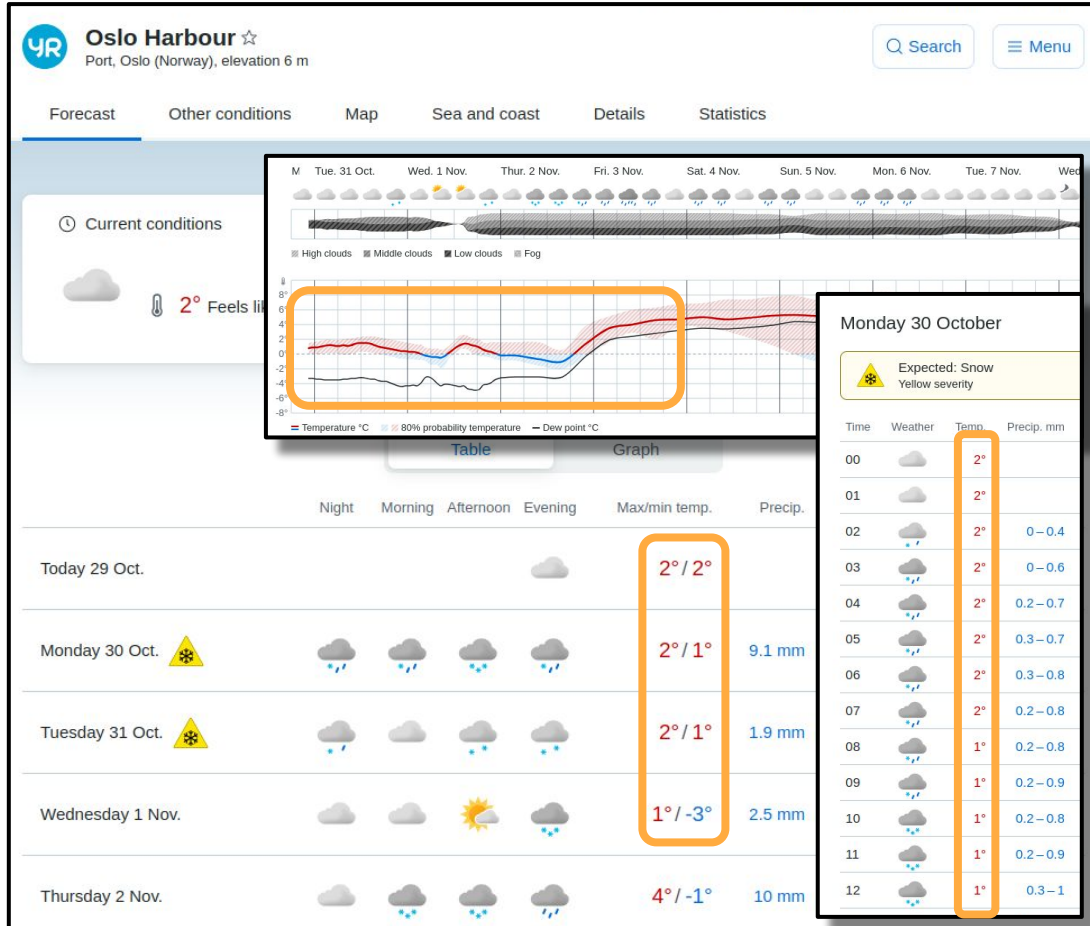 YR
Oslo Harbour
Port, Oslo (Norway), elevation 6 m
Search
Menu
Forecast Other conditions Map Sea and coast Details Statistics
Current conditions
2° Feels
M Tue. 31 Oct. Wed. 1 Nov. Thur. 2 Nov. Fri. 3 Nov. Sat. 4 Nov. Sun. 5 Nov. Mon. 6 Nov. Tue. 7 Nov. Wed
High clouds Middle clouds Low clouds Fog
8°
6°
4°
2°
0°
-2°
-4°
-6°
-8°
Temperature °C 80% probability temperature Dew point °C
Table Graph
Night Morning Afternoon Evening Max/min temp. Precip.
Today 29 Oct. 2°/2°
Monday 30 Oct. 2°/1° 9.1 mm
Tuesday 31 Oct. 2°/1° 1.9 mm
Wednesday 1 Nov. 1°/-3° 2.5 mm
Thursday 2 Nov. 4°/-1° 10 mm
Monday 30 October
Expected: Snow
Yellow severity
Time Weather Temp. Precip. mm
00 2°
01 2°
02 2° 0–0.4
03 2° 0–0.6
04 2° 0.2–0.7
05 2° 0.3–0.7
06 2° 0.3–0.8
07 2° 0.2–0.8
08 1° 0.2–0.8
09 1° 0.2–0.9
10 1° 0.2–0.8
11 1° 0.2–0.9
12 1° 0.3–1